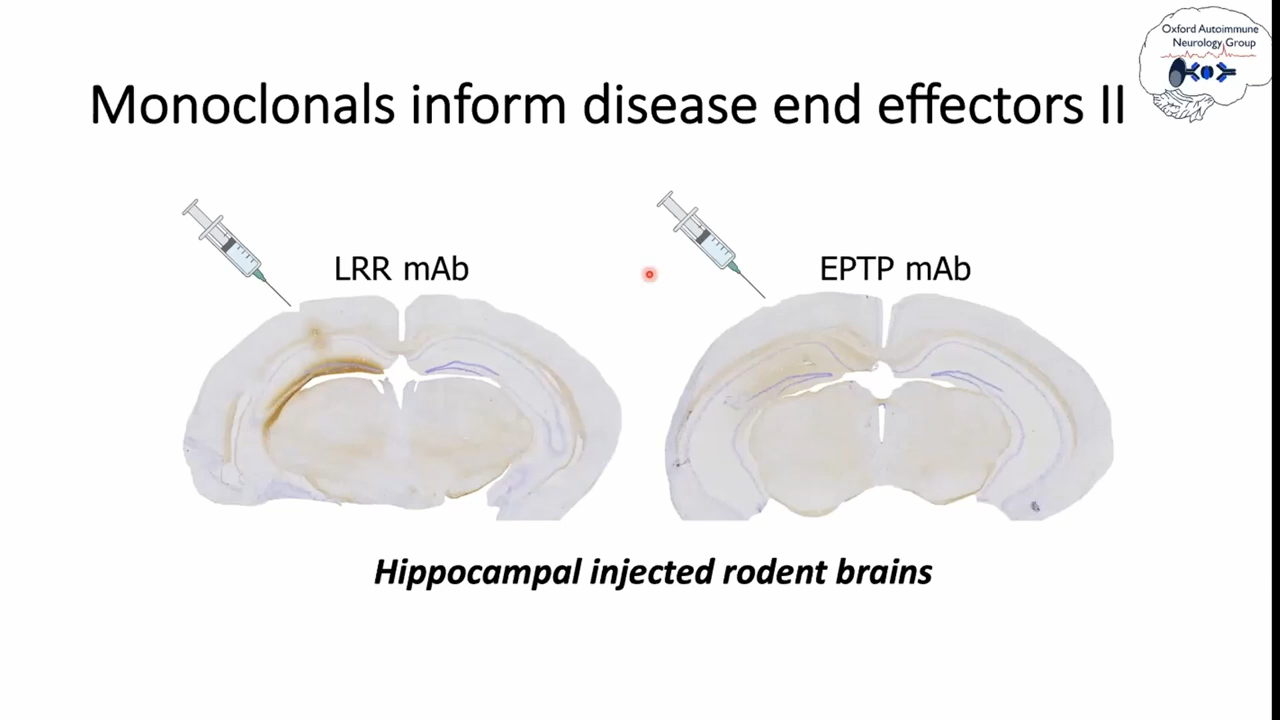 Oxford Autoimmune
Neurology Group
Monoclonals inform disease end effectors II
LRR mAb
EPTP mAb
Hippocampal injected rodent brains